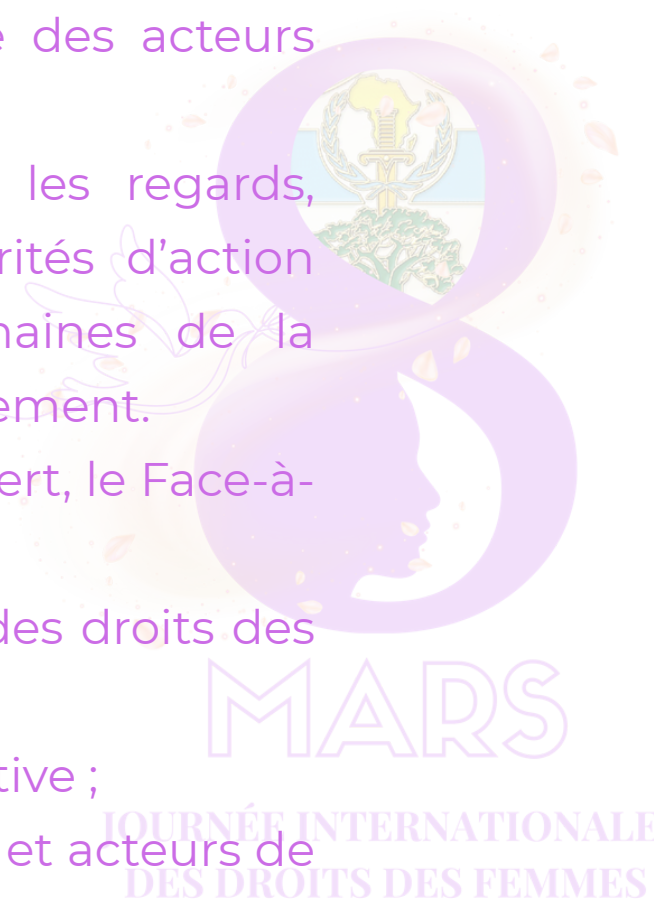 des acteurs
les regards,
rités d’action
naines de la
ement.
ert, le Face-à-
des droits des
MARS
tive ;
JOURNÉE INTERNATIONALE
et acteurs de
DES DROITS DES FEMMES